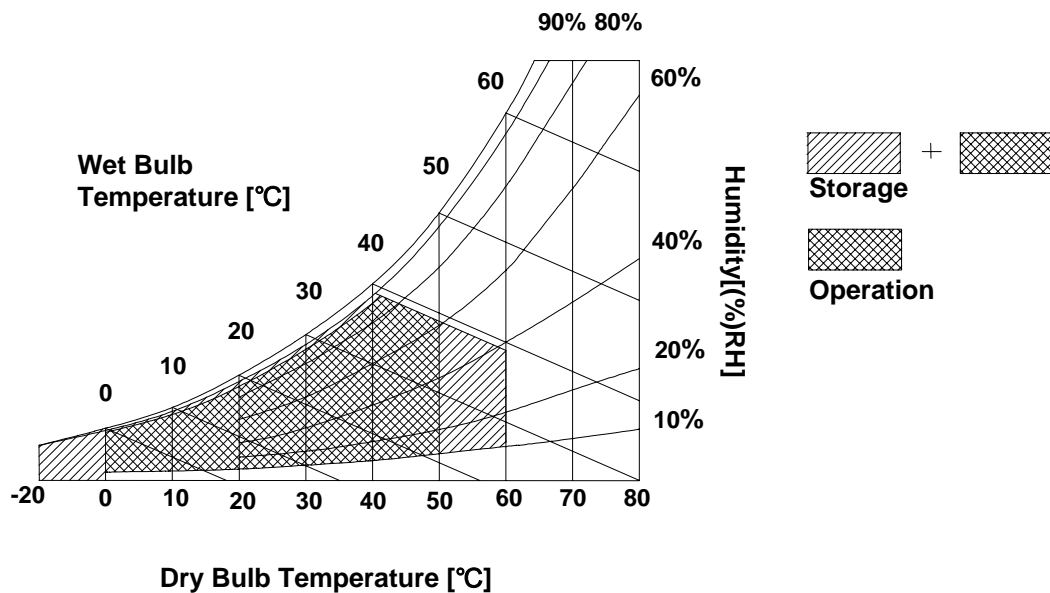 90% 80%
60
60%
50
Wet Bulb
Temperature [℃]
+
Storage
40
40%
Humidity[(%)RH]
30
Operation
20
20%
10
0
10%
-20 0 10 20 30 40 50 60 70 80
Dry Bulb Temperature [℃]